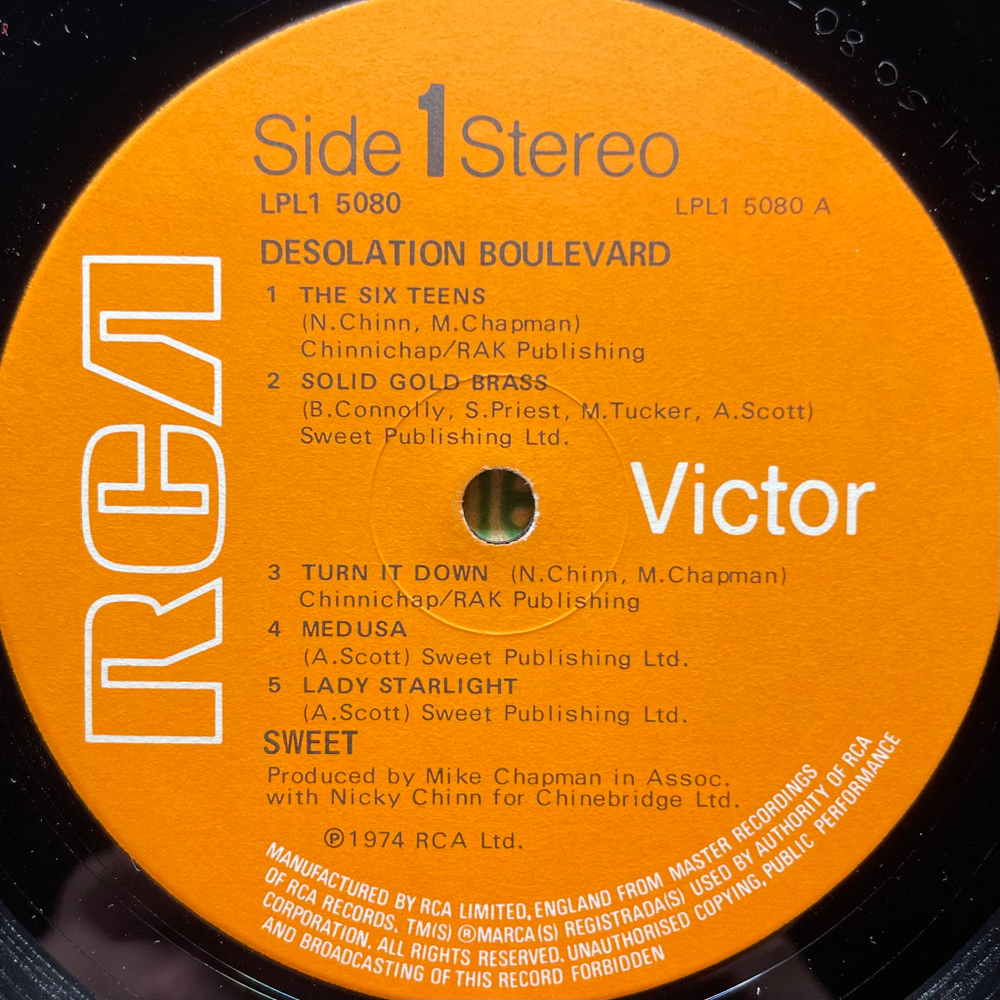 Side 1 Stereo
LPL1 5080
LPL1 5080 A
DESOLATION BOULEVARD
1 THE SIX TEENS
(N.Chinn, M.Chapman)
Chinnichap/RAK Publishing
2 SOLID GOLD BRASS
(B.Connolly, S.Priest, M.Tucker, A.Scott)
Sweet Publishing Ltd.
RCA
Victor
3 TURN IT DOWN (N.Chinn, M.Chapman)
Chinnichap/RAK Publishing
4 MEDUSA
(A.Scott) Sweet Publishing Ltd.
5 LADY STARLIGHT
(A.Scott) Sweet Publishing Ltd.
SWEET
Produced by Mike Chapman in Assoc.
with Nicky Chinn for Chinebridge Ltd.
℗1974 RCA Ltd.
MANUFACTURED BY RCA LIMITED, ENGLAND FROM MASTER RECORDINGS
OF RCA RECORDS, TM(S) ®MARCA(S) REGISTRADA(S) USED BY AUTHORITY OF RCA
CORPORATION. ALL RIGHTS RESERVED. UNAUTHORISED COPYING, PUBLIC PERFORMANCE
AND BROADCASTING OF THIS RECORD FORBIDDEN